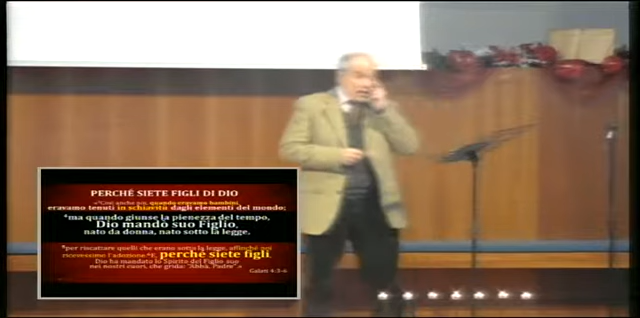 PERCHÉ SIETE FIGLI DI DIO
«³Così anche noi, quando eravamo bambini,
eravamo tenuti in schiavitù dagli elementi del mondo;
⁴ma quando giunse la pienezza del tempo,
Dio mandò suo Figlio,
nato da donna, nato sotto la legge,
⁵per riscattare quelli che erano sotto la legge, affinché noi
ricevessimo l'adozione. ⁶E, perché siete figli,
Dio ha mandato lo Spirito del Figlio suo
nei nostri cuori, che grida: "Abbà, Padre".»
Galati 4:3-6